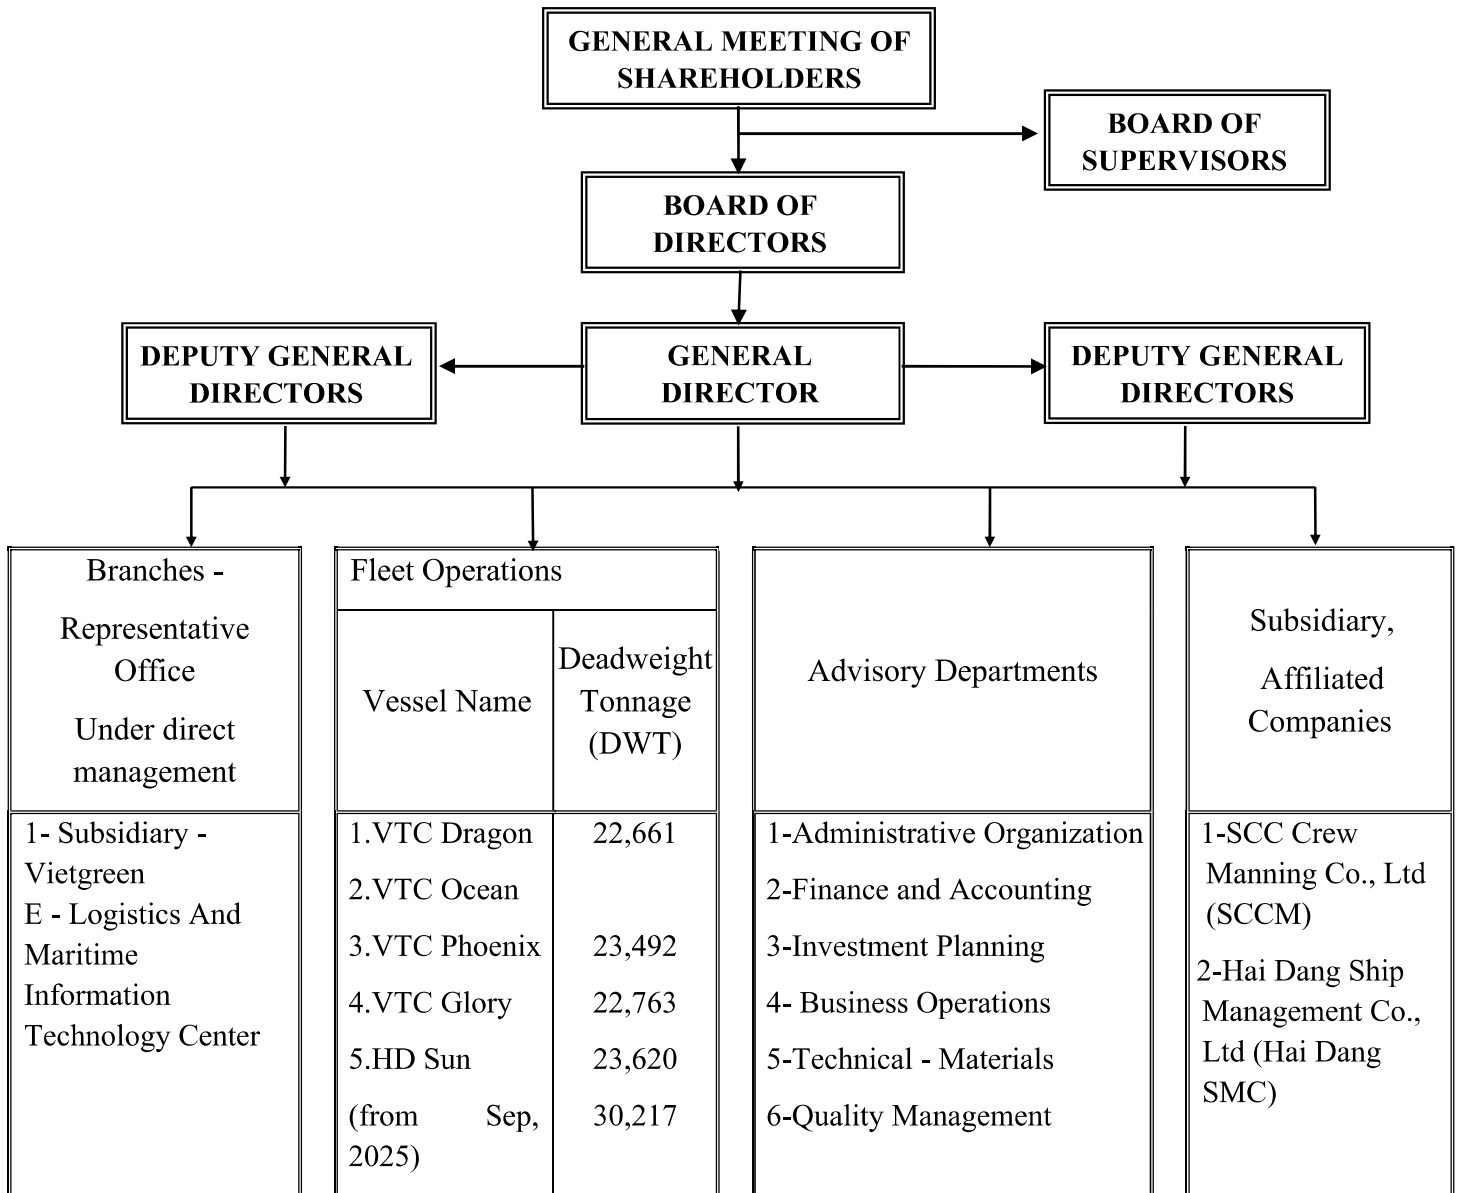 GENERAL MEETING OF
SHAREHOLDERS
BOARD OF
SUPERVISORS
BOARD OF
DIRECTORS
DEPUTY GENERAL
DIRECTORS
GENERAL
DIRECTOR
DEPUTY GENERAL
DIRECTORS
Branches -
Representative
Office
Under direct
management
1- Subsidiary -
Vietgreen
E - Logistics And
Maritime
Information
Technology Center
Fleet Operations
Vessel Name
Deadweight
Tonnage
(DWT)
1.VTC Dragon 22,661
2.VTC Ocean
3.VTC Phoenix 23,492
4.VTC Glory 22,763
5.HD Sun 23,620
(from Sep, 30,217
2025)
Advisory Departments
1-Administrative Organization
2-Finance and Accounting
3-Investment Planning
4- Business Operations
5-Technical - Materials
6-Quality Management
Subsidiary,
Affiliated
Companies
1-SCC Crew
Manning Co., Ltd
(SCCM)
2-Hai Dang Ship
Management Co.,
Ltd (Hai Dang
SMC)